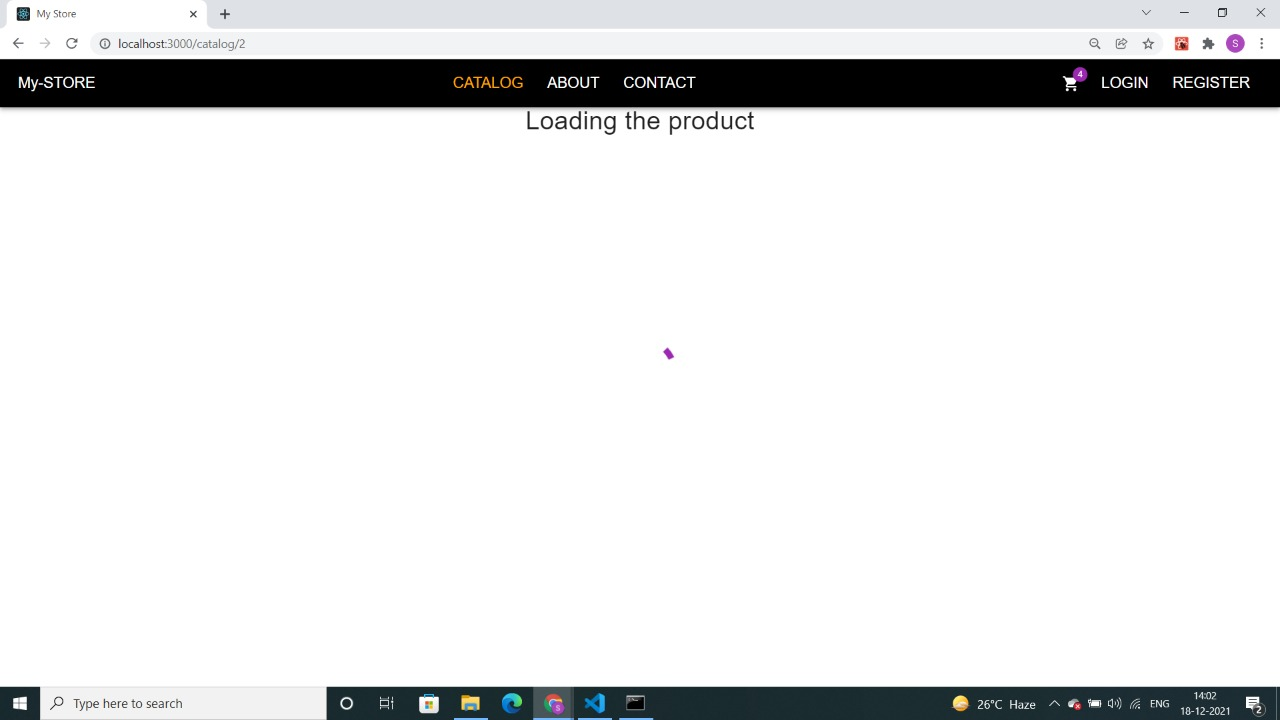 My Store
localhost:3000/catalog/2
S
My-STORE
CATALOG
ABOUT
CONTACT
4
LOGIN
REGISTER
Loading the product
Type here to search
S
26°C Haze
ENG
14:02
18-12-2021
2